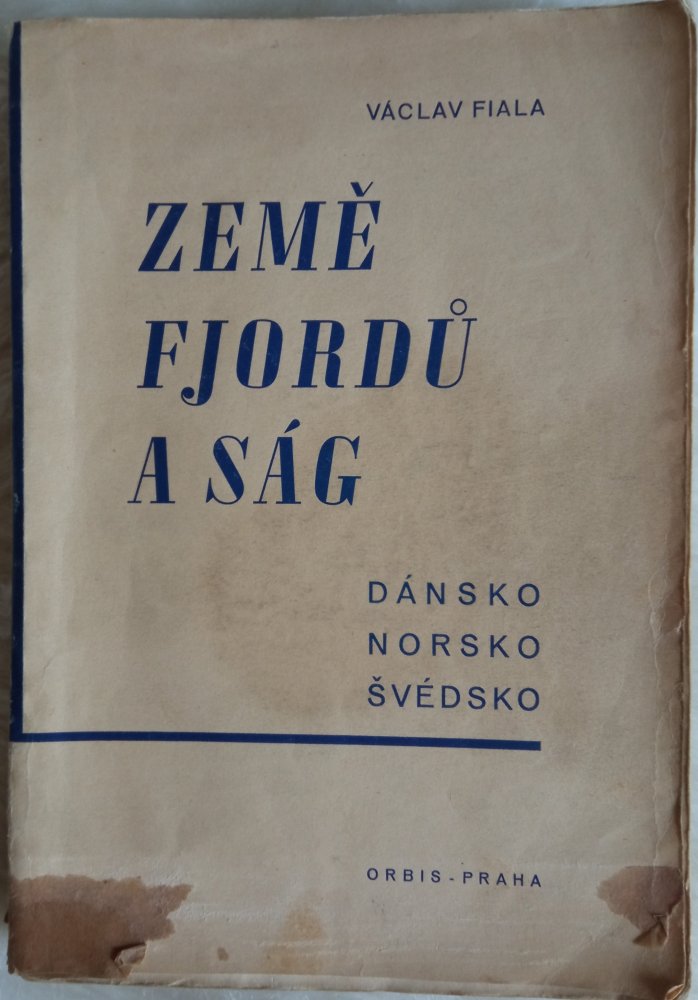 VÁCLAV FIALA
ZEMĚ
FJORDŮ
A SÁG
DÁNSKO
NORSKO
ŠVÉDSKO
ORBIS - PRAHA